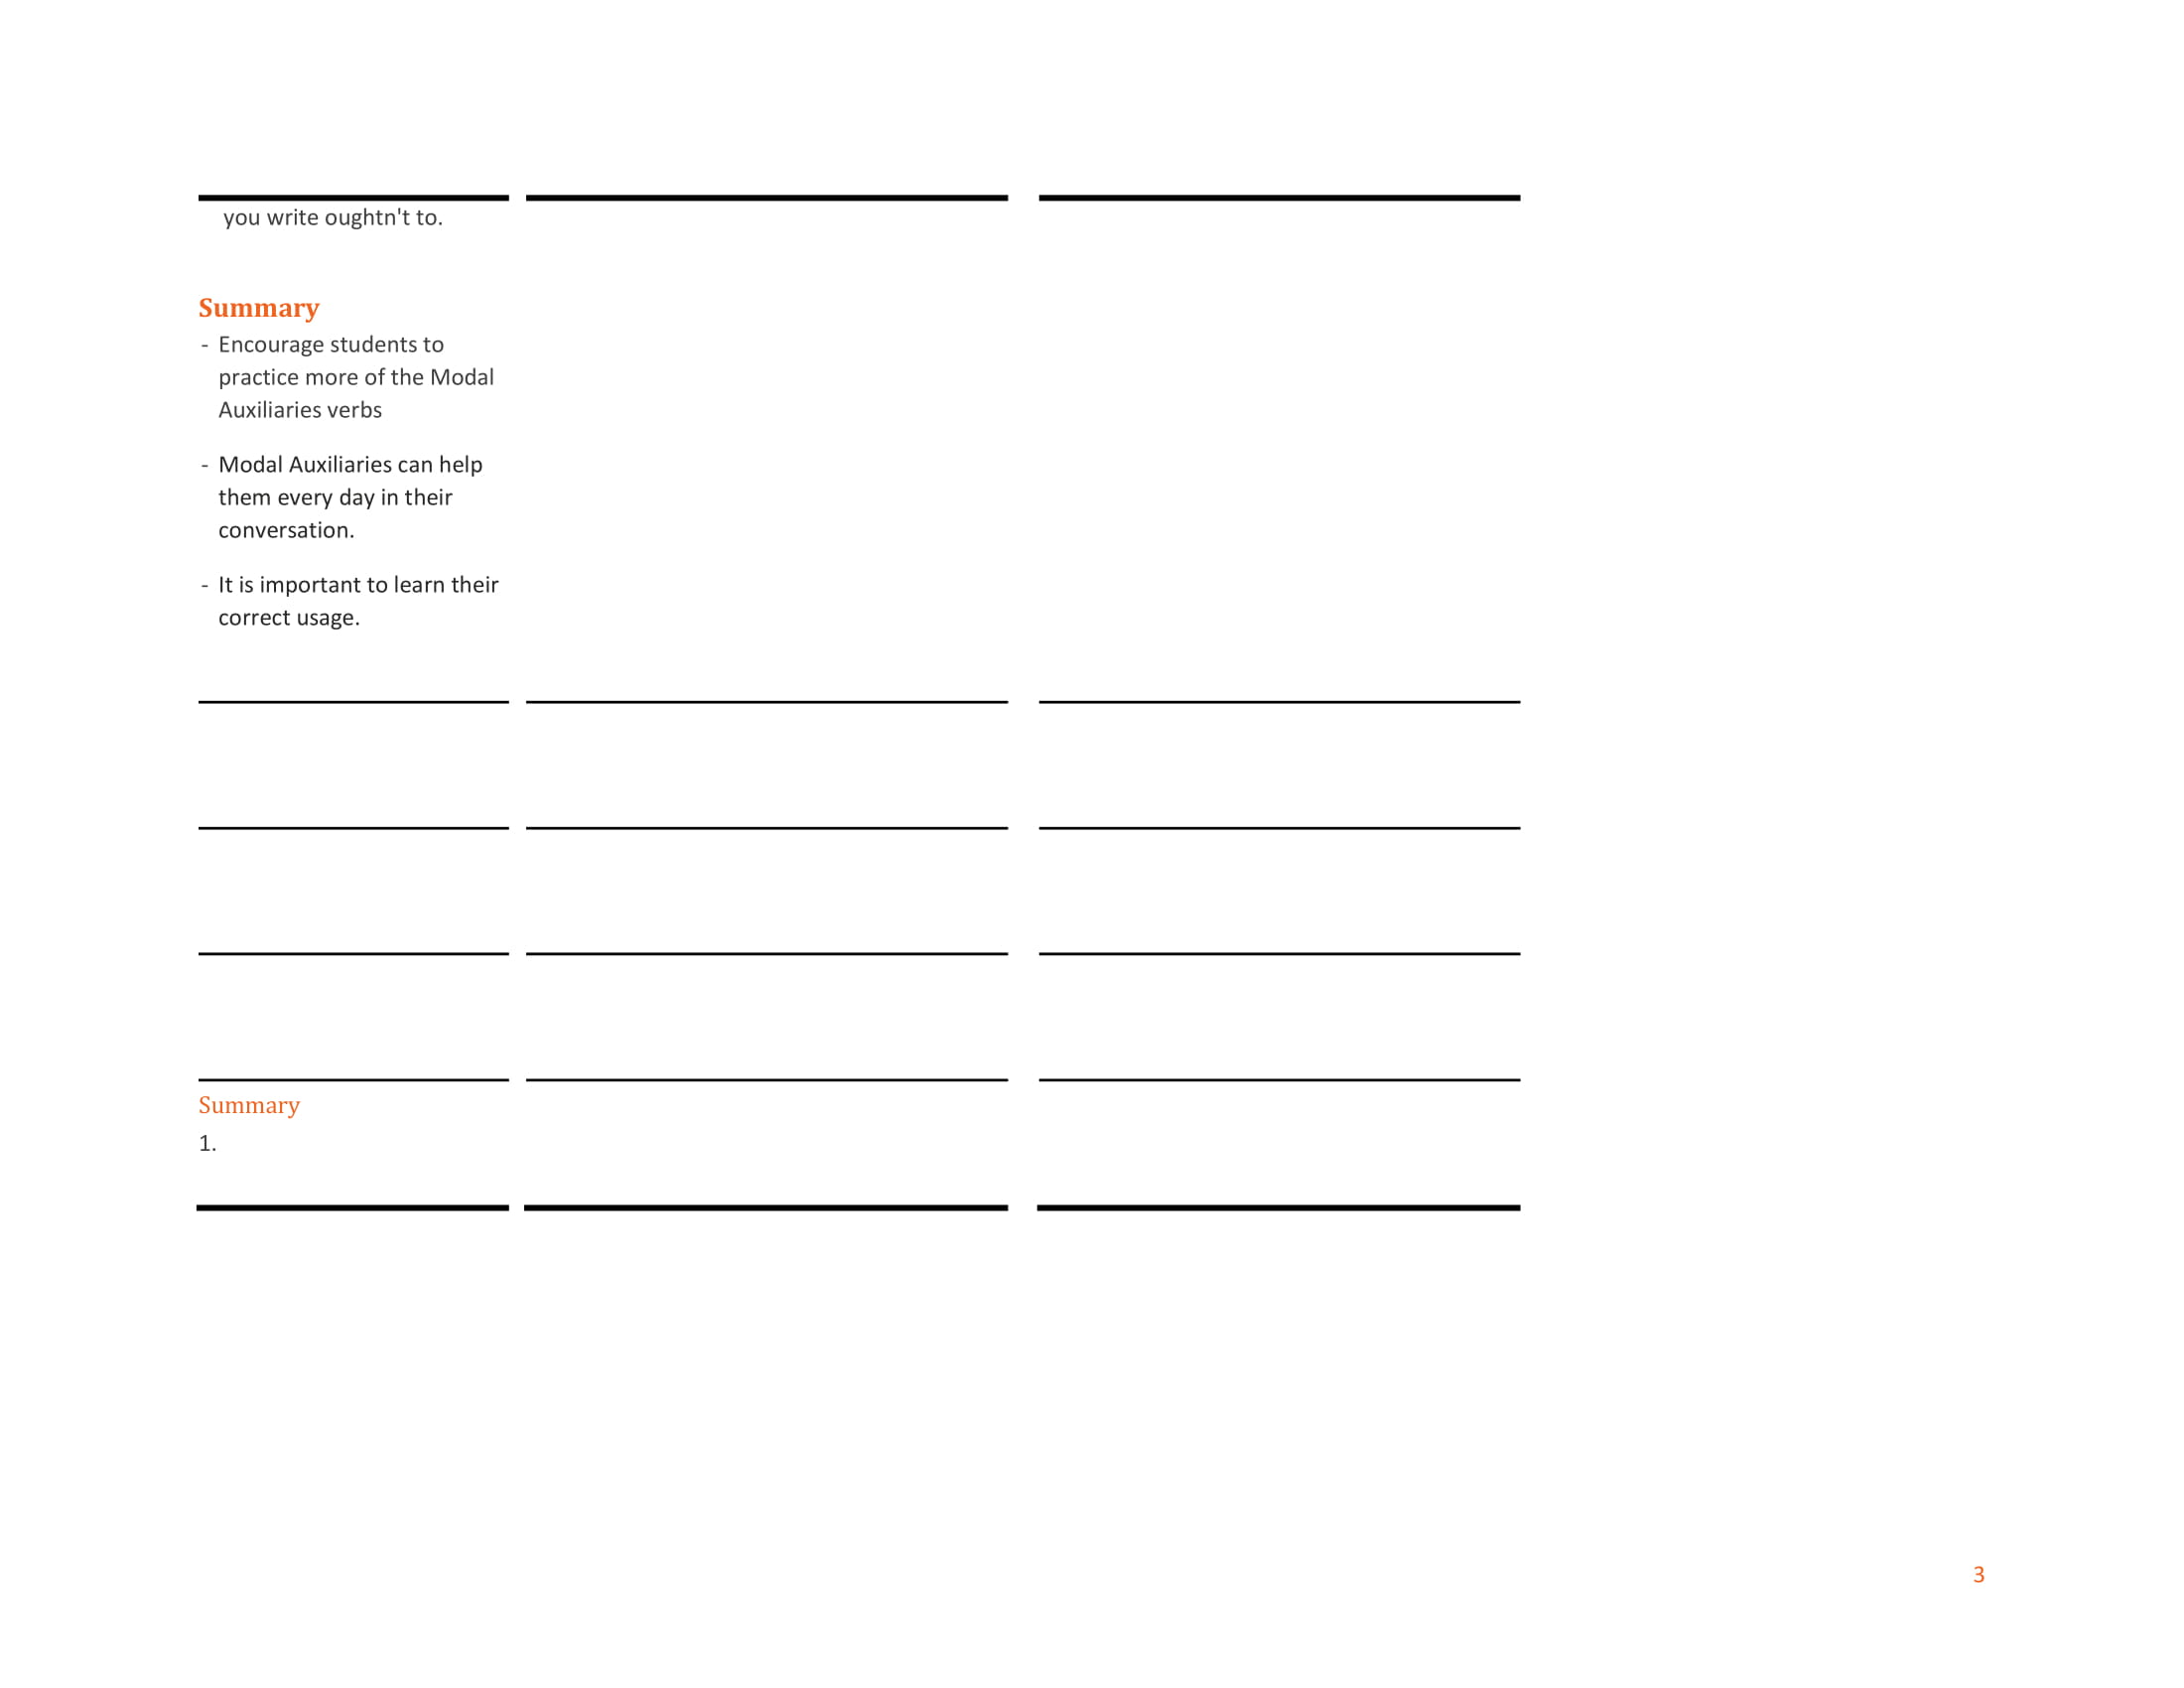 you write oughtn't to.
Summary
- Encourage students to
practice more of the Modal
Auxiliaries verbs
- Modal Auxiliaries can help
them every day in their
conversation.
- It is important to learn their
correct usage.
Summary
1.
3